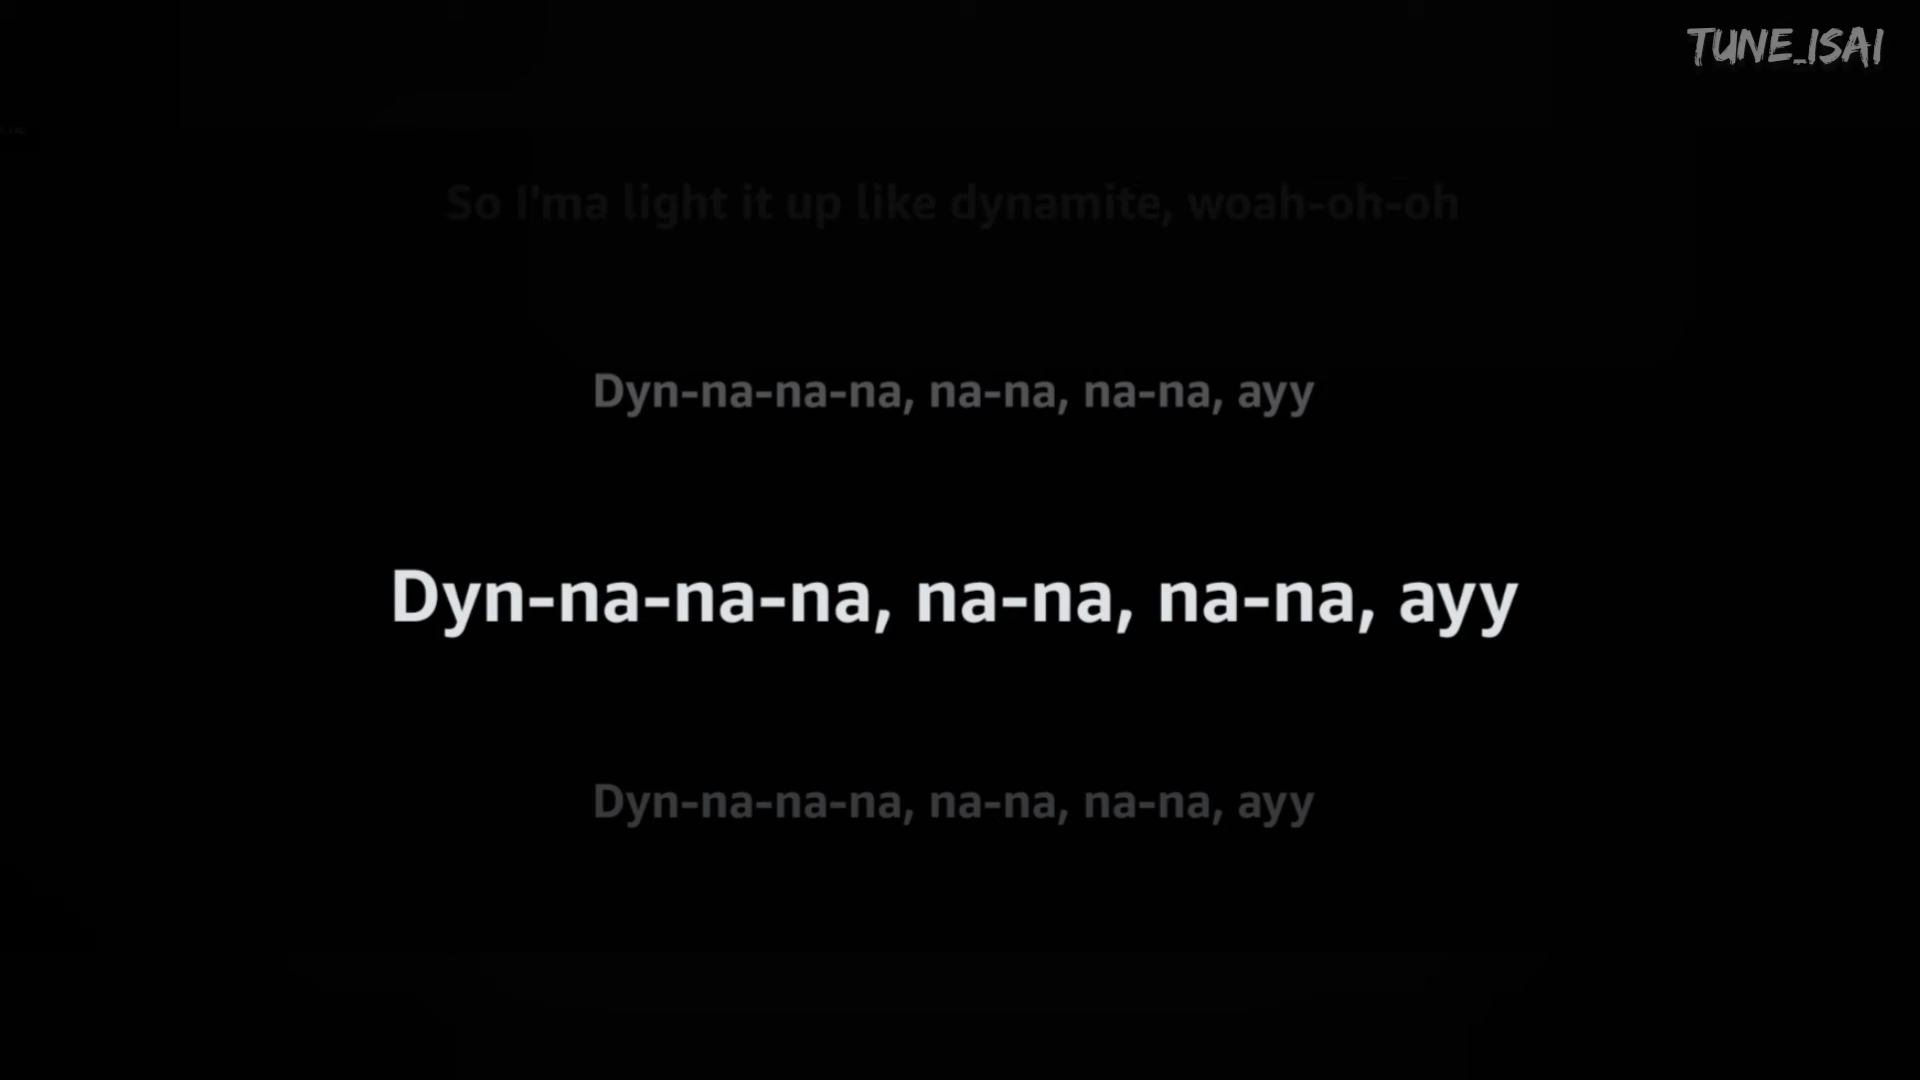 TUNE_ISAI
So I'ma light it up like dynamite, woah-oh-oh
Dyn-na-na-na, na-na, na-na, ayy
Dyn-na-na-na, na-na, na-na, ayy
Dyn-na-na-na, na-na, na-na, ayy